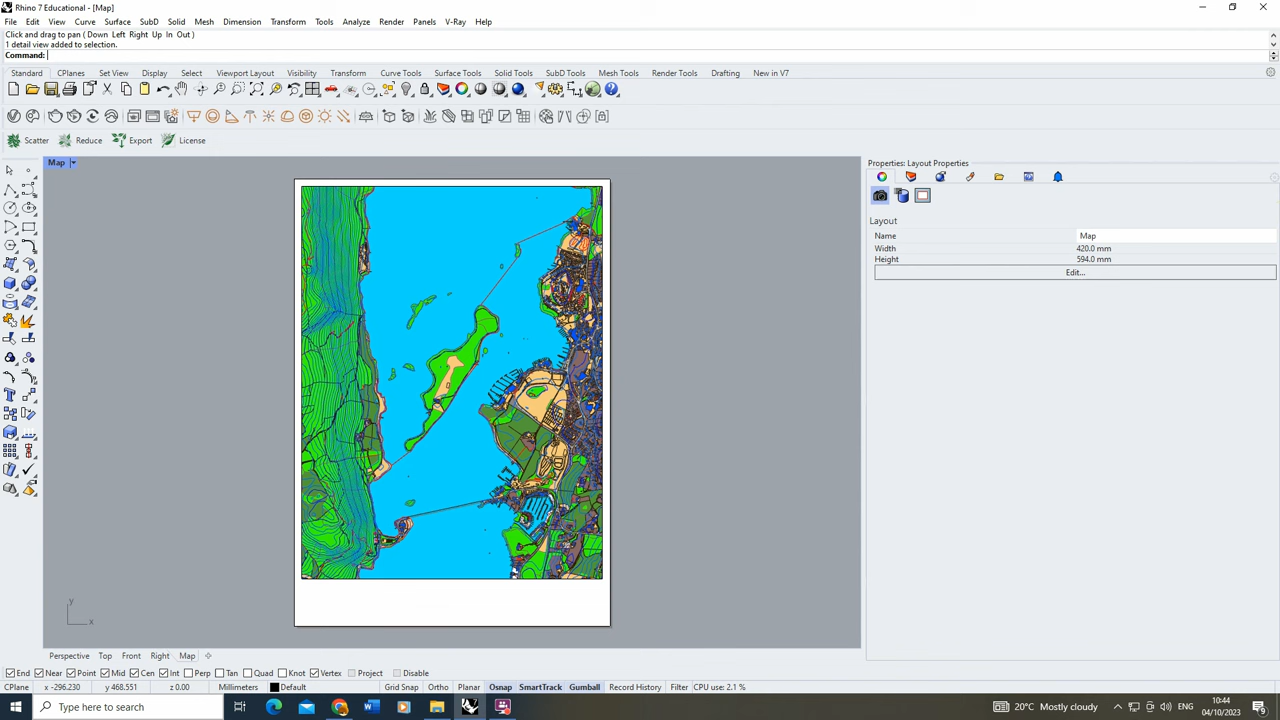 Rhino 7 Educational - [Map]
File Edit View Curve Surface SubD Solid Mesh Dimension Transform Tools Analyze Render Panels V-Ray Help
Click and drag to pan ( Down Left Right Up In Out )
1 detail view added to selection.
Command:
Standard CPlanes Set View Display Select Viewport Layout Visibility Transform Curve Tools Surface Tools Solid Tools SubD Tools Mesh Tools Render Tools Drafting New in V7
Scatter Reduce Export License
Map
Properties: Layout Properties
Layout
Name Map
Width 420.0 mm
Height 594.0 mm
Edit...
y
x
Perspective Top Front Right Map
End Near Point Mid Cen Int Perp Tan Quad Knot Vertex Project Disable
CPlane x -296.230 y 468.551 z 0.00 Millimeters Default Grid Snap Ortho Planar Osnap SmartTrack Gumball Record History Filter CPU use: 2.1 %
Type here to search
20°C Mostly cloudy
10:44
04/10/2023